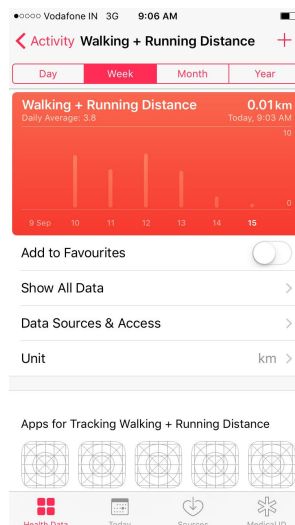 Vodafone IN 3G 9:06 AM
Activity Walking + Running Distance +
Day Week Month Year
Walking + Running Distance 0.01 km
Daily Average: 3.8 Today, 9:03 AM
10
0
9 Sep 10 11 12 13 14 15
Add to Favourites
Show All Data
Data Sources & Access
Unit km
Apps for Tracking Walking + Running Distance
Health Data Today Sources Medical ID